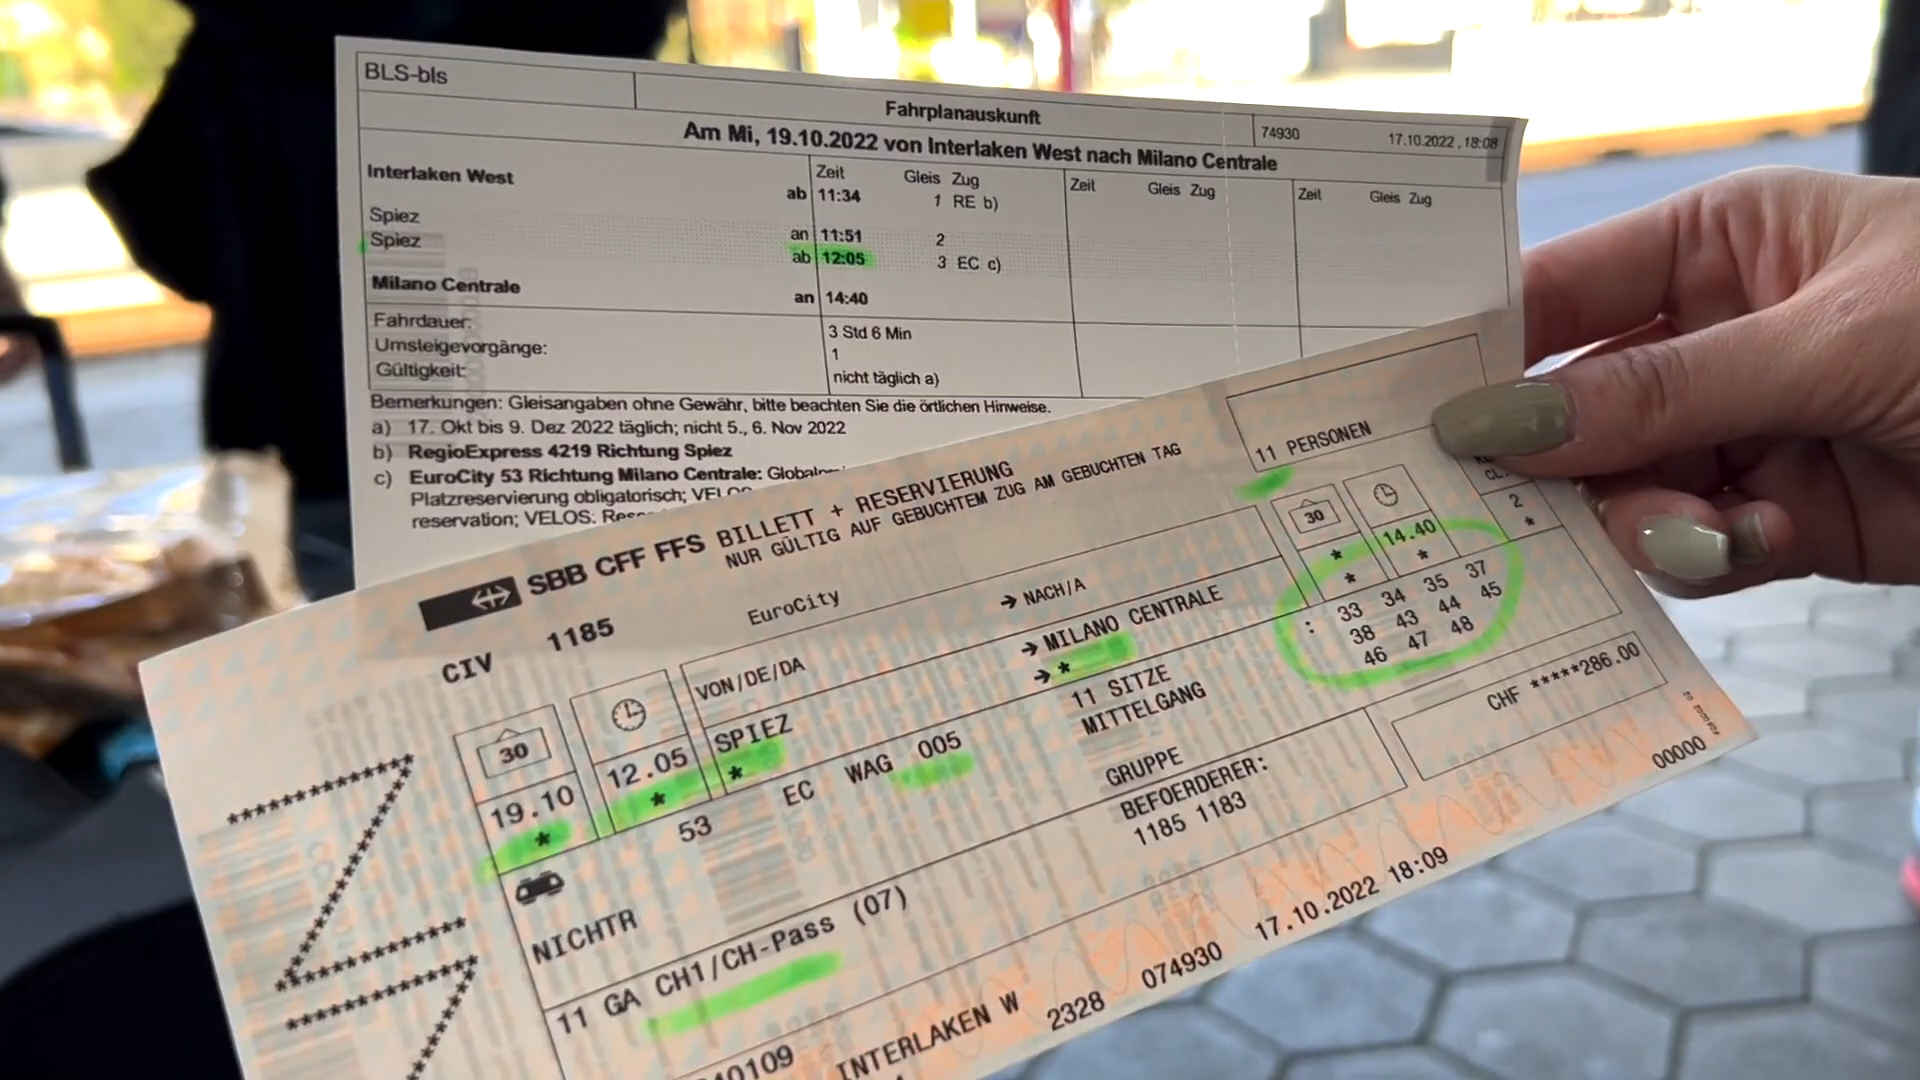 BLS-bls
Fahrplanauskunft
74930 17.10.2022, 18:08
Am Mi, 19.10.2022 von Interlaken West nach Milano Centrale
Zeit Gleis Zug Zeit Gleis Zug Zeit Gleis Zug
Interlaken West ab 11:34 1 RE b)
Spiez an 11:51 2
Spiez ab 12:05 3 EC c)
Milano Centrale an 14:40
Fahrdauer: 3 Std 6 Min
Umsteigevorgänge: 1
Gültigkeit: nicht täglich a)
Bemerkungen: Gleisangaben ohne Gewähr, bitte beachten Sie die örtlichen Hinweise.
a) 17. Okt bis 9. Dez 2022 täglich; nicht 5., 6. Nov 2022
b) RegioExpress 4219 Richtung Spiez
c) EuroCity 53 Richtung Milano Centrale:
Platzreservierung obligatorisch;
reservation; VELOS:
SBB CFF FFS BILLETT + RESERVIERUNG
NUR GÜLTIG AUF GEBUCHTEM ZUG AM GEBUCHTEN TAG
11 PERSONEN
CIV 1185 EuroCity
VON/DE/DA → NACH/A
30 30
19.10 12.05 SPIEZ → MILANO CENTRALE * 14.40 2
* * * → * * * *
53 EC WAG 005 11 SITZE : 33 34 35 37
MITTELGANG 38 43 44 45
46 47 48
GRUPPE
BEFOERDERER:
1185 1183
CHF *****286.00
NICHTR
11 GA CH1/CH-Pass (07)
00000
INTERLAKEN W
2328 074930 17.10.2022 18:09